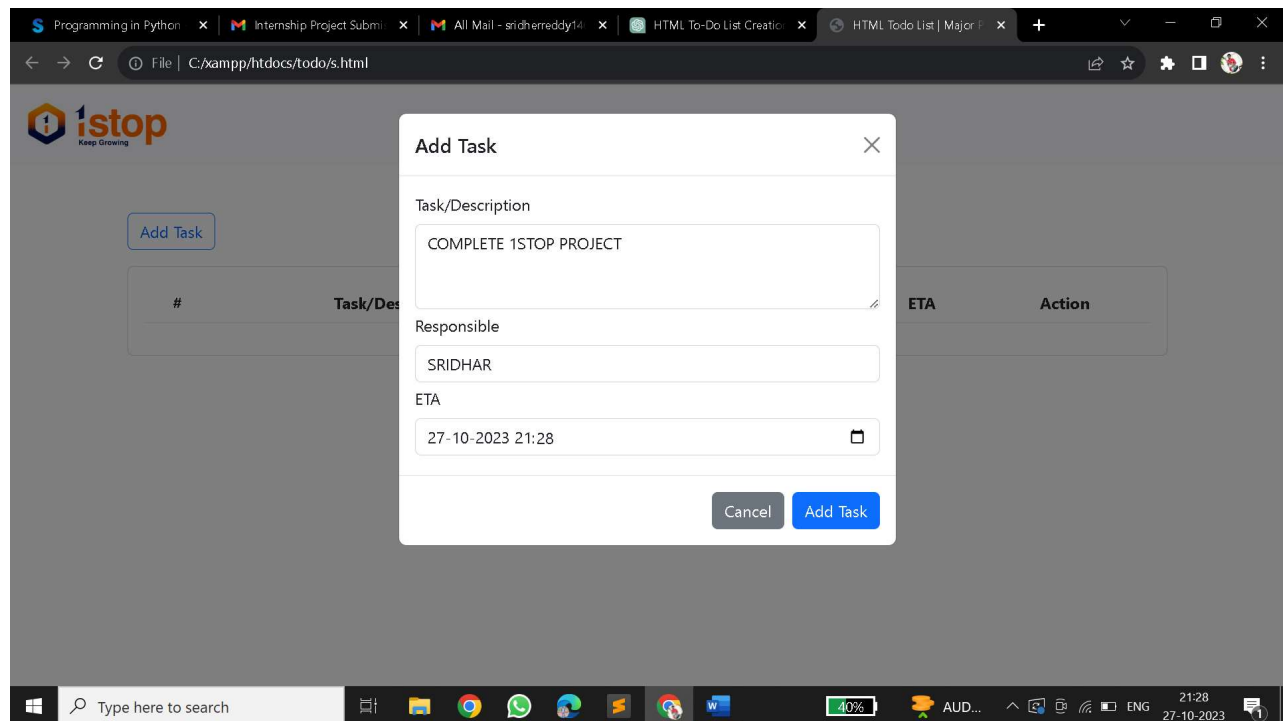 Programming in Python
Internship Project Submi
All Mail - sridherreddy14
HTML To-Do List Creatio
HTML Todo List | Major P
File | C:/xampp/htdocs/todo/s.html
1stop
Keep Growing
Add Task
Task/Description
Add Task
COMPLETE 1STOP PROJECT
# Task/Des ETA Action
Responsible
SRIDHAR
ETA
27-10-2023 21:28
Cancel Add Task
Type here to search
40%
AUD...
ENG
21:28
27-10-2023
1